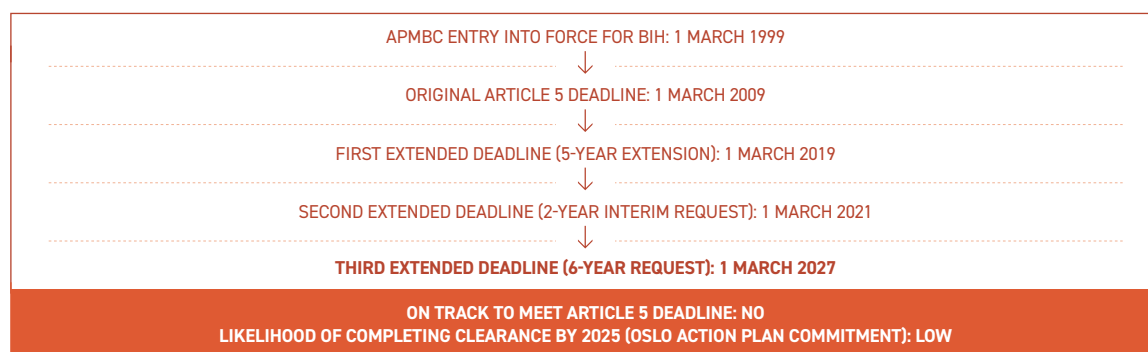 APMBC ENTRY INTO FORCE FOR BIH: 1 MARCH 1999
ORIGINAL ARTICLE 5 DEADLINE: 1 MARCH 2009
FIRST EXTENDED DEADLINE (5-YEAR EXTENSION): 1 MARCH 2019
SECOND EXTENDED DEADLINE (2-YEAR INTERIM REQUEST): 1 MARCH 2021
THIRD EXTENDED DEADLINE (6-YEAR REQUEST): 1 MARCH 2027
ON TRACK TO MEET ARTICLE 5 DEADLINE: NO
LIKELIHOOD OF COMPLETING CLEARANCE BY 2025 (OSLO ACTION PLAN COMMITMENT): LOW